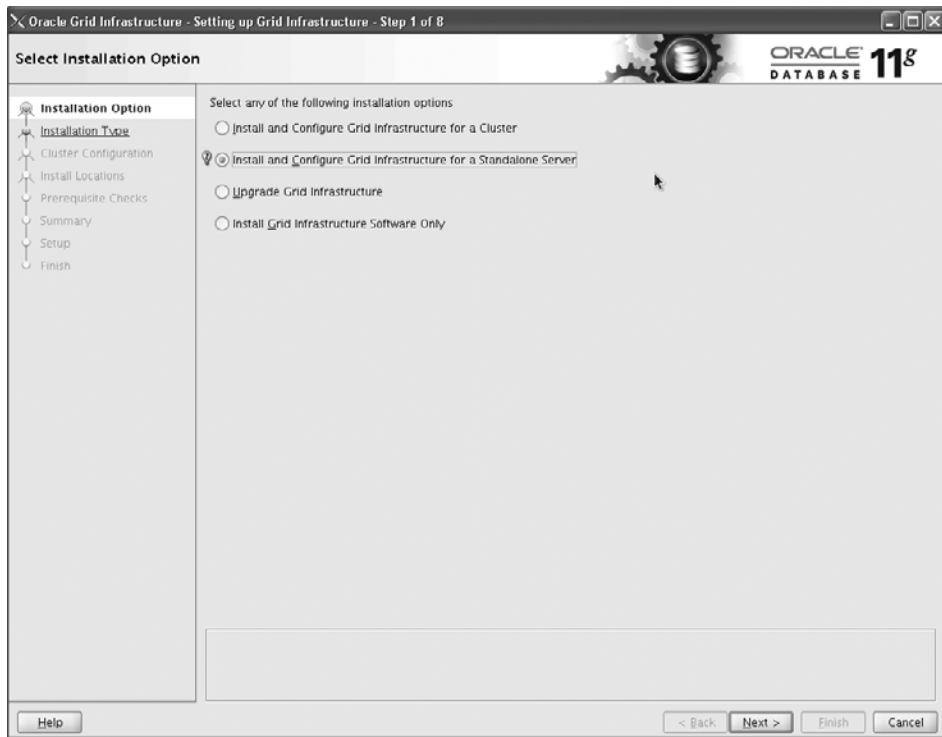 Oracle Grid Infrastructure - Setting up Grid Infrastructure - Step 1 of 8
Select Installation Option
ORACLE
DATABASE
11g
Installation Option
Installation Type
Cluster Configuration
Install Locations
Prerequisite Checks
Summary
Setup
Finish
Select any of the following installation options
Install and Configure Grid Infrastructure for a Cluster
Install and Configure Grid Infrastructure for a Standalone Server
Upgrade Grid Infrastructure
Install Grid Infrastructure Software Only
Help
< Back
Next >
Finish
Cancel